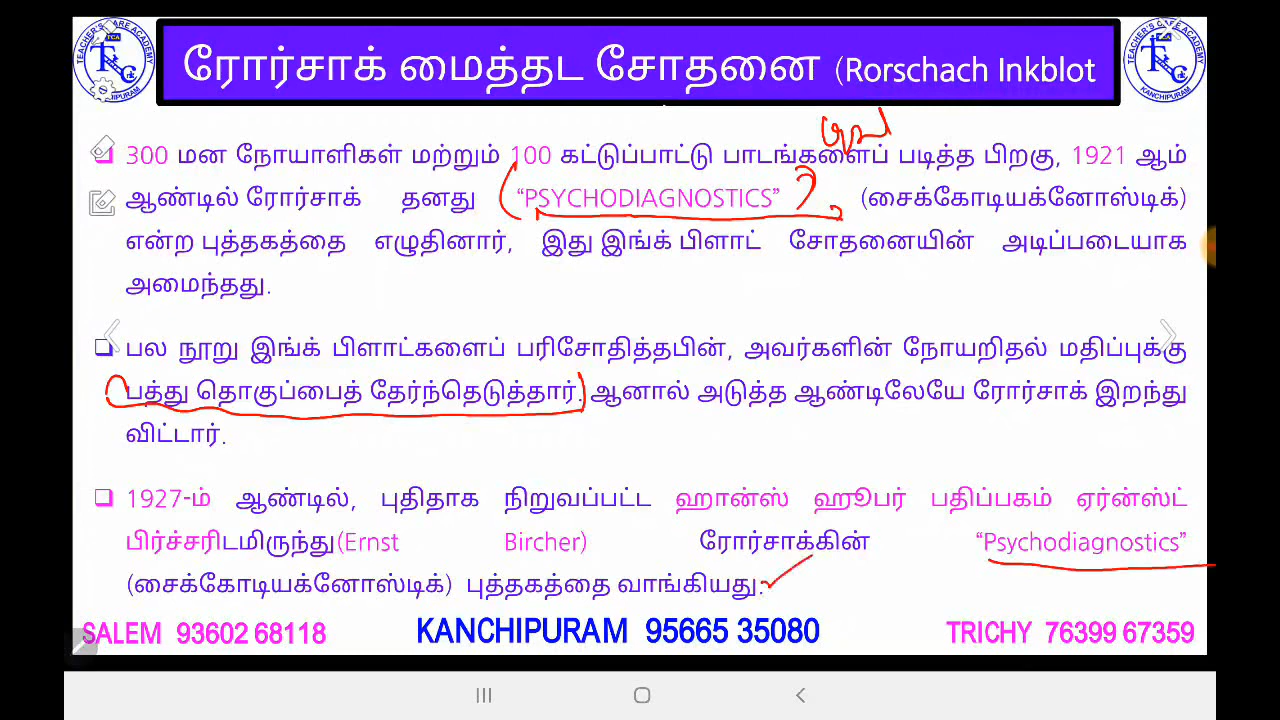 ரோர்சாக் மைத்தட சோதனை (Rorschach Inkblot
300 மன நோயாளிகள் மற்றும் 100 கட்டுப்பாட்டு பாடங்களைப் படித்த பிறகு, 1921 ஆம்
ஆண்டில் ரோர்சாக் தனது "PSYCHODIAGNOSTICS" (சைக்கோடியக்னோஸ்டிக்)
என்ற புத்தகத்தை எழுதினார், இது இங்க் பிளாட் சோதனையின் அடிப்படையாக
அமைந்தது.
பல நூறு இங்க் பிளாட்களைப் பரிசோதித்தபின், அவர்களின் நோயறிதல் மதிப்புக்கு
பத்து தொகுப்பைத் தேர்ந்தெடுத்தார். ஆனால் அடுத்த ஆண்டிலேயே ரோர்சாக் இறந்து
விட்டார்.
1927-ம் ஆண்டில், புதிதாக நிறுவப்பட்ட ஹான்ஸ் ஹூபர் பதிப்பகம் ஏர்ன்ஸ்ட்
பிர்ச்சரிடமிருந்து(Ernst Bircher) ரோர்சாக்கின் "Psychodiagnostics"
(சைக்கோடியக்னோஸ்டிக்) புத்தகத்தை வாங்கியது.
SALEM 93602 68118 KANCHIPURAM 95665 35080 TRICHY 76399 67359